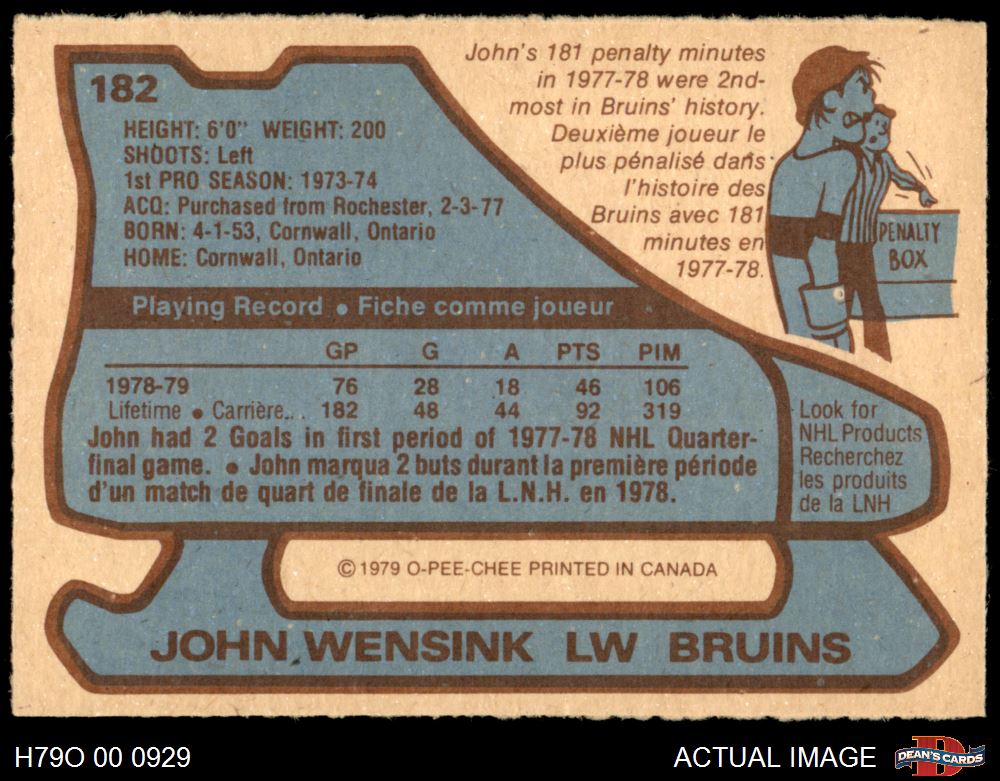 182
HEIGHT: 6'0" WEIGHT: 200
SHOOTS: Left
1st PRO SEASON: 1973-74
ACQ: Purchased from Rochester, 2-3-77
BORN: 4-1-53, Cornwall, Ontario
HOME: Cornwall, Ontario
John's 181 penalty minutes
in 1977-78 were 2nd-
most in Bruins' history.
Deuxième joueur le
plus pénalisé dans
l'histoire des
Bruins avec 181
minutes en
1977-78.
PENALTY
BOX
Playing Record • Fiche comme joueur
GP G A PTS PIM
1978-79 76 28 18 46 106
Lifetime • Carrière... 182 48 44 92 319
John had 2 Goals in first period of 1977-78 NHL Quarter-
final game. • John marqua 2 buts durant la première période
d'un match de quart de finale de la L.N.H. en 1978.
Look for
NHL Products
Recherchez
les produits
de la LNH
© 1979 O-PEE-CHEE PRINTED IN CANADA
JOHN WENSINK LW BRUINS
H79O 00 0929
ACTUAL IMAGE
D
DEAN'S CARDS